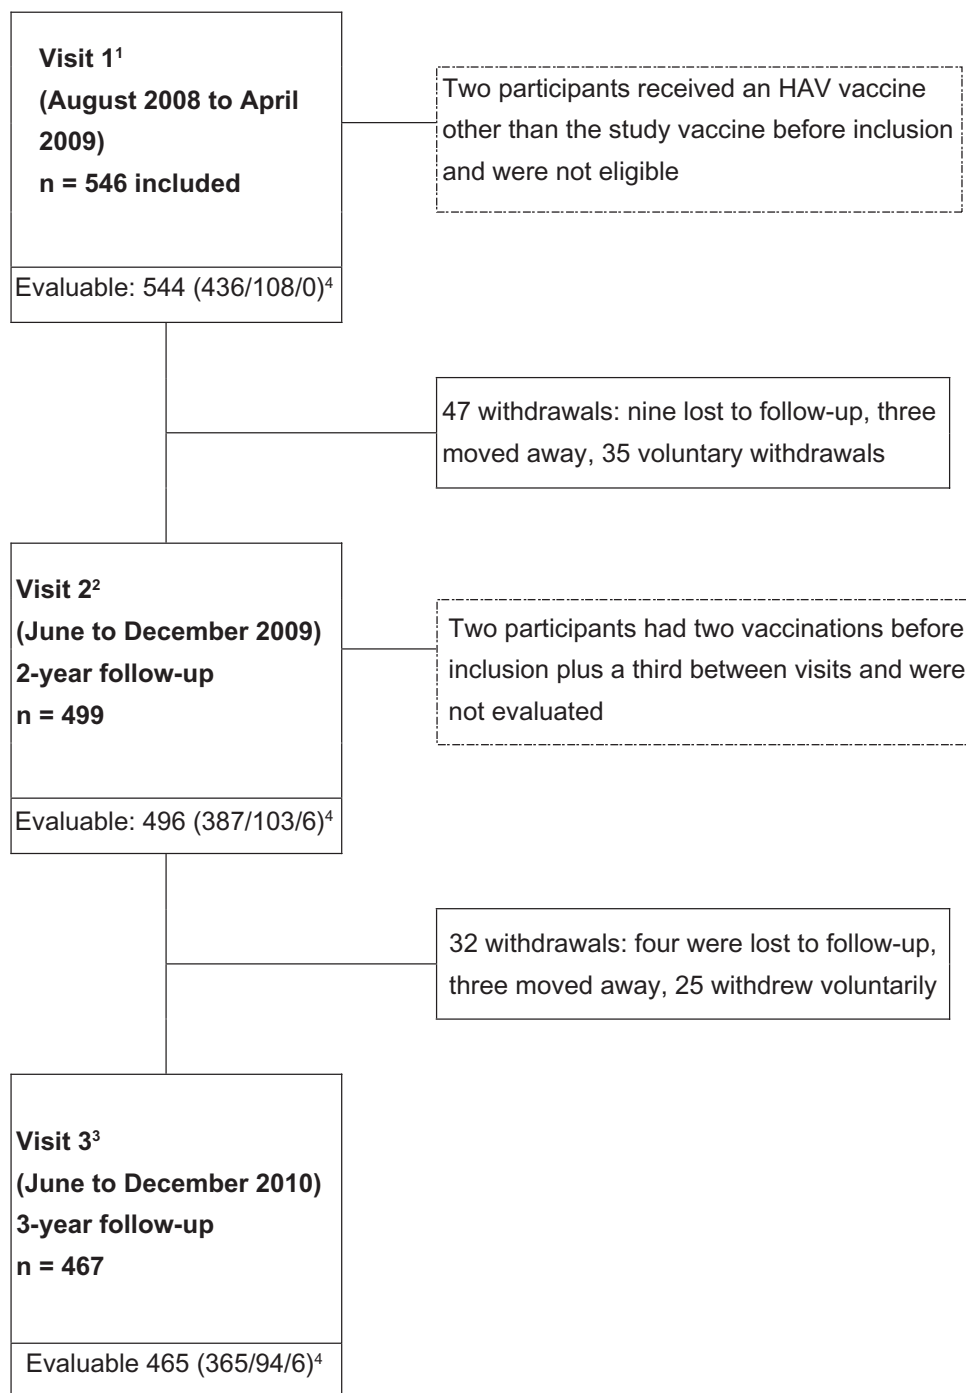 Visit 1¹
(August 2008 to April
2009)
n = 546 included
Evaluable: 544 (436/108/0)⁴
Two participants received an HAV vaccine
other than the study vaccine before inclusion
and were not eligible
47 withdrawals: nine lost to follow-up, three
moved away, 35 voluntary withdrawals
Visit 2²
(June to December 2009)
2-year follow-up
n = 499
Evaluable: 496 (387/103/6)⁴
Two participants had two vaccinations before
inclusion plus a third between visits and were
not evaluated
32 withdrawals: four were lost to follow-up,
three moved away, 25 withdrew voluntarily
Visit 3³
(June to December 2010)
3-year follow-up
n = 467
Evaluable 465 (365/94/6)⁴